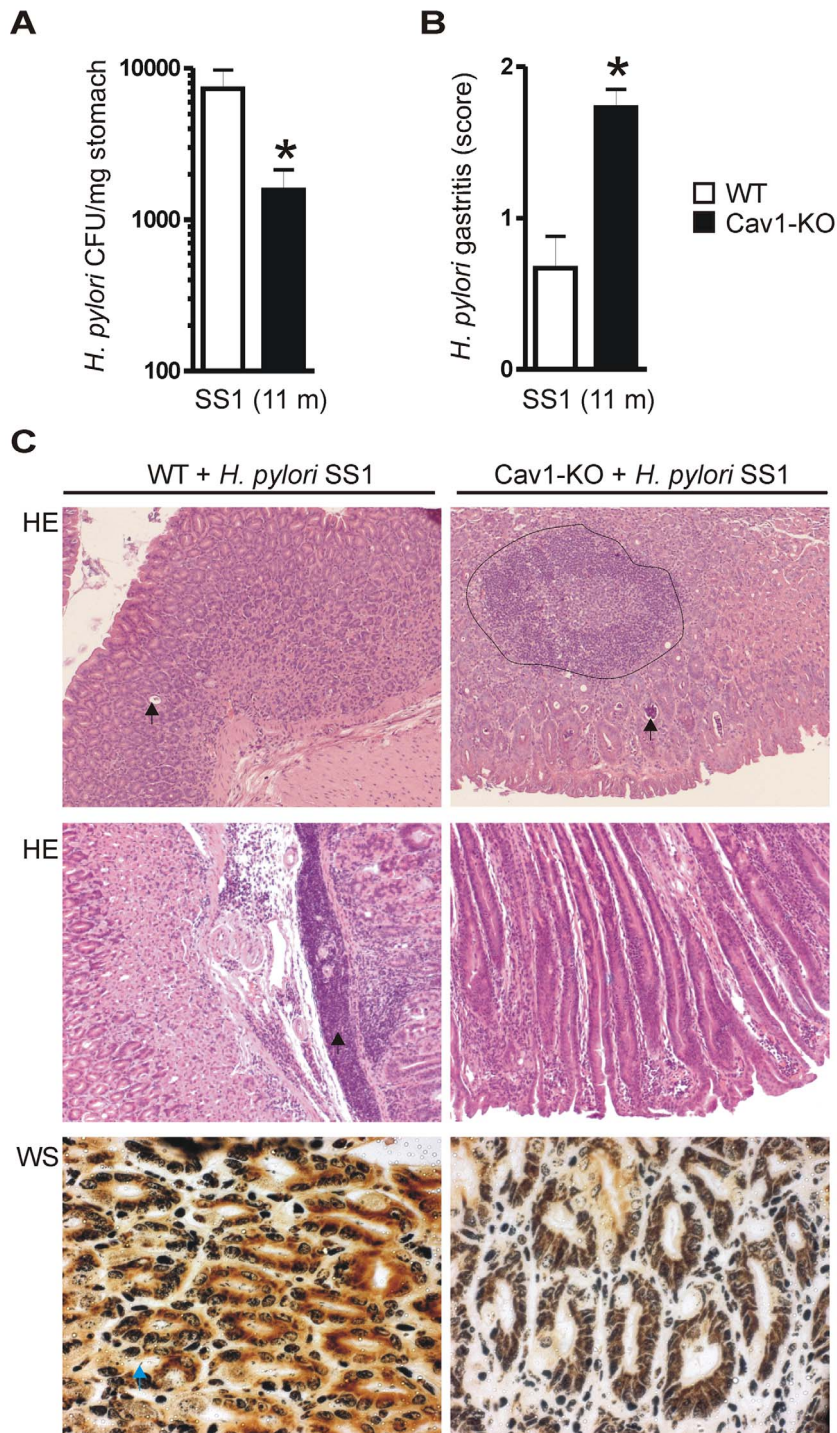 A
H. pylori CFU/mg stomach
10000
1000
100
*
SS1 (11 m)
B
H. pylori gastritis (score)
2
1
0
*
SS1 (11 m)
WT
Cav1-KO
C
WT + H. pylori SS1
Cav1-KO + H. pylori SS1
HE
HE
WS